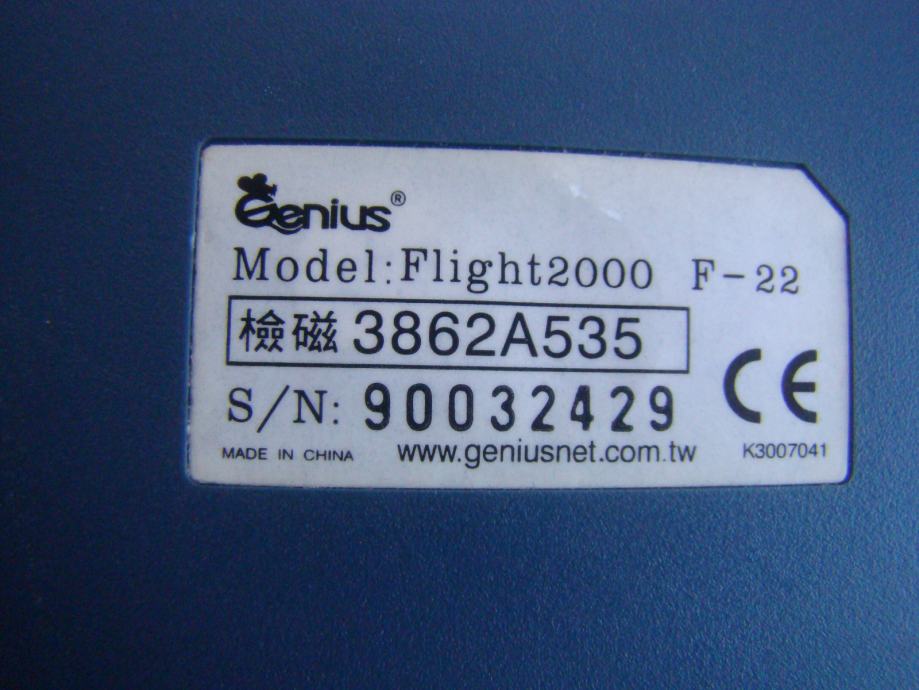 Genius®
Model:Flight2000 F-22
檢磁 3862A535
S/N: 90032429
CE
MADE IN CHINA www.geniusnet.com.tw K3007041